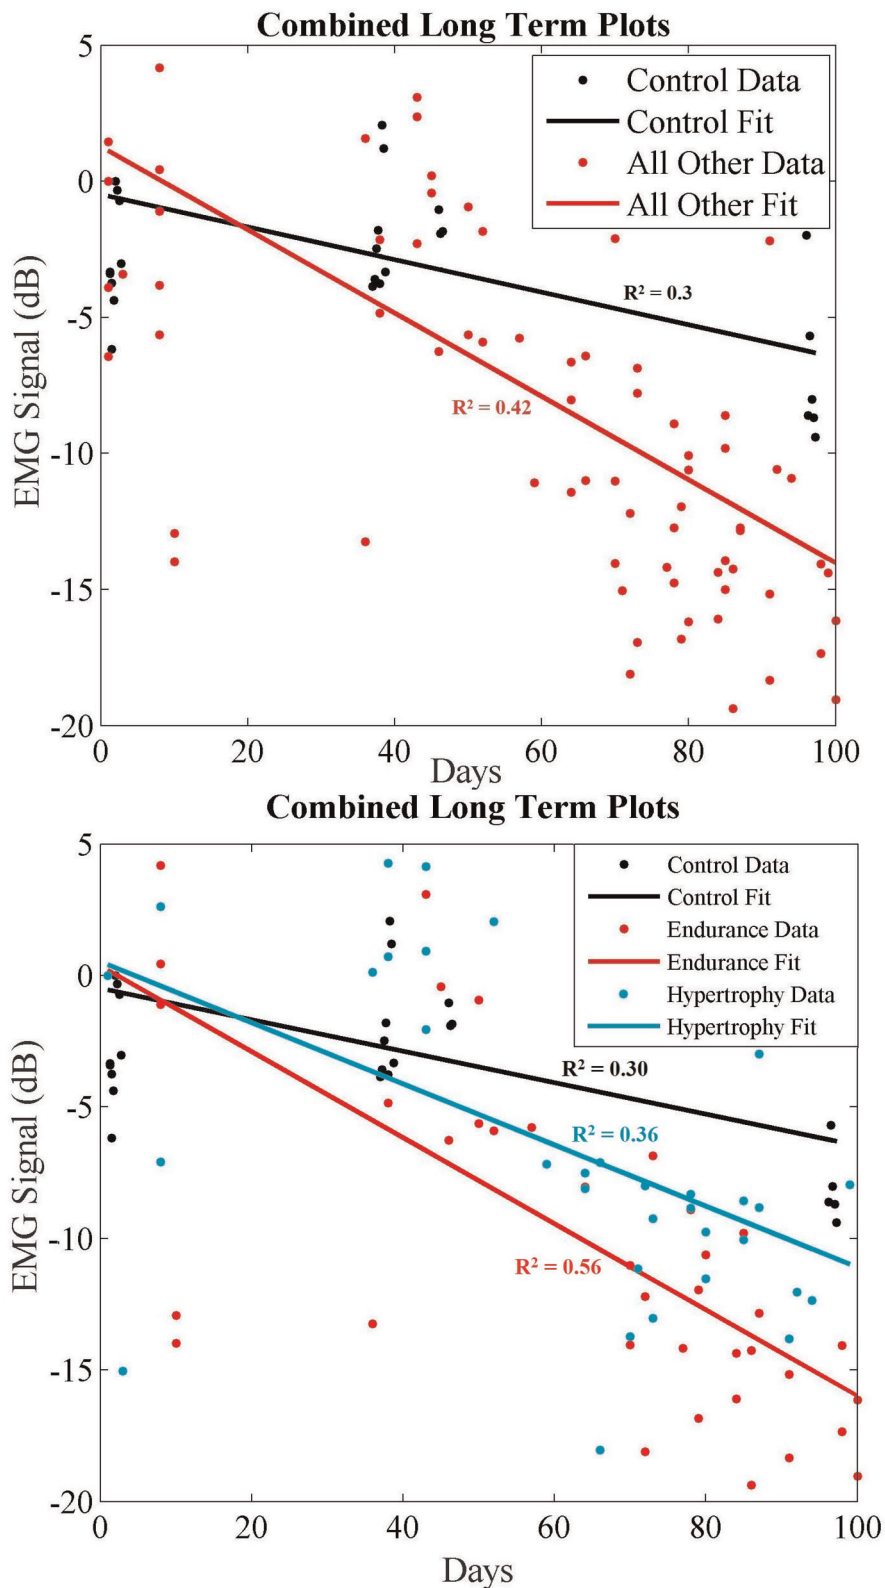 Combined Long Term Plots
5
Control Data
Control Fit
All Other Data
All Other Fit
0
R² = 0.3
-5
EMG Signal (dB)
R² = 0.42
-10
-15
-20
0 20 40 60 80 100
Days
Combined Long Term Plots
5
Control Data
Control Fit
Endurance Data
Endurance Fit
Hypertrophy Data
Hypertrophy Fit
0
R² = 0.30
-5
EMG Signal (dB)
R² = 0.36
-10
R² = 0.56
-15
-20
0 20 40 60 80 100
Days